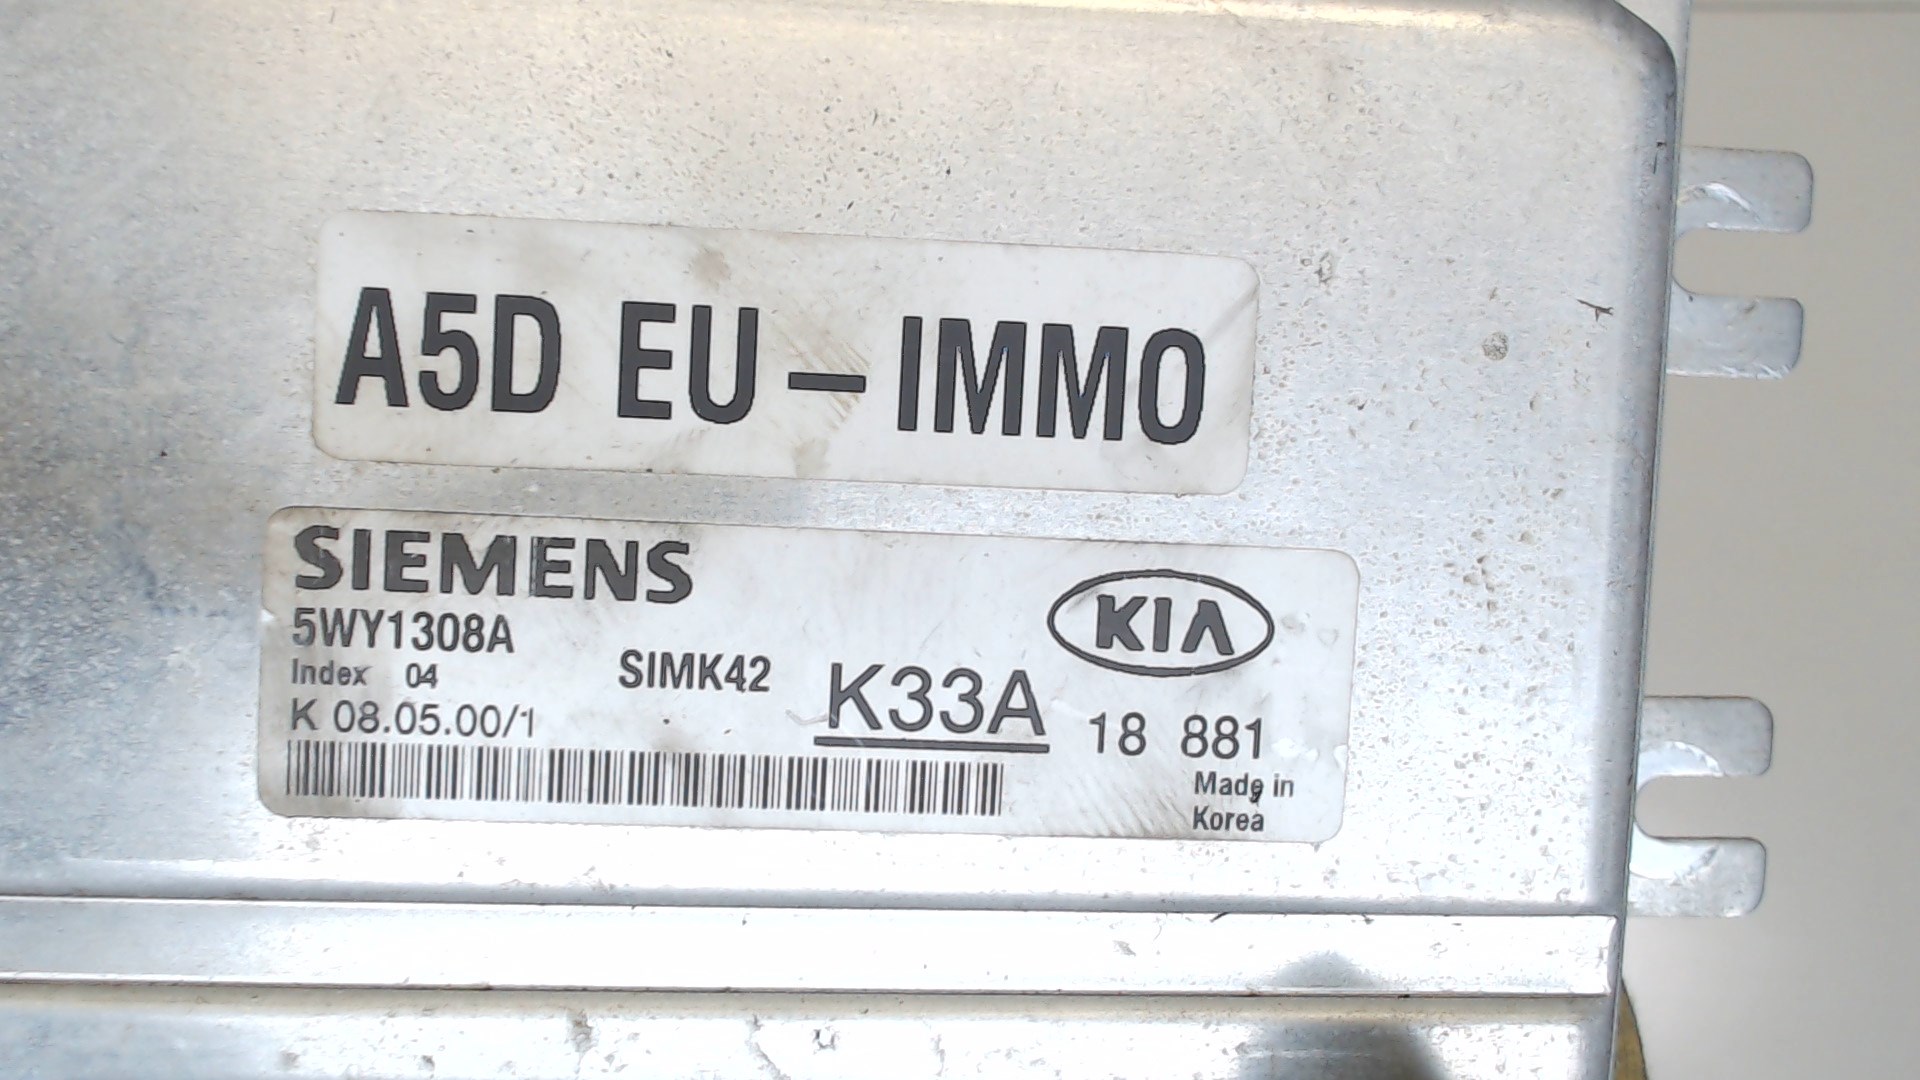 A5D EU – IMMO
SIEMENS
5WY1308A
KIA
Index 04
SIMK42
K33A
K 08.05.00/1
18 881
Made in
Korea